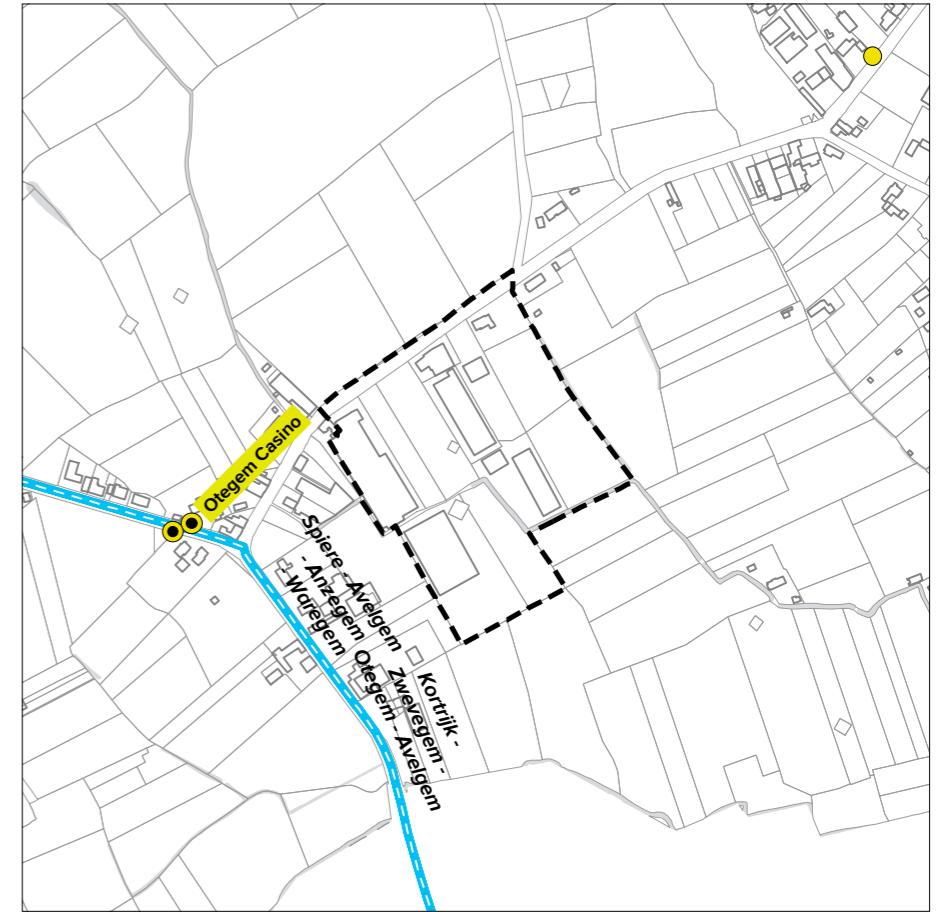 Otegem Casino
Spiere - Avelgem
- Anzegem
- Waregem
Kortrijk -
Zwevegem -
Otegem - Avelgem